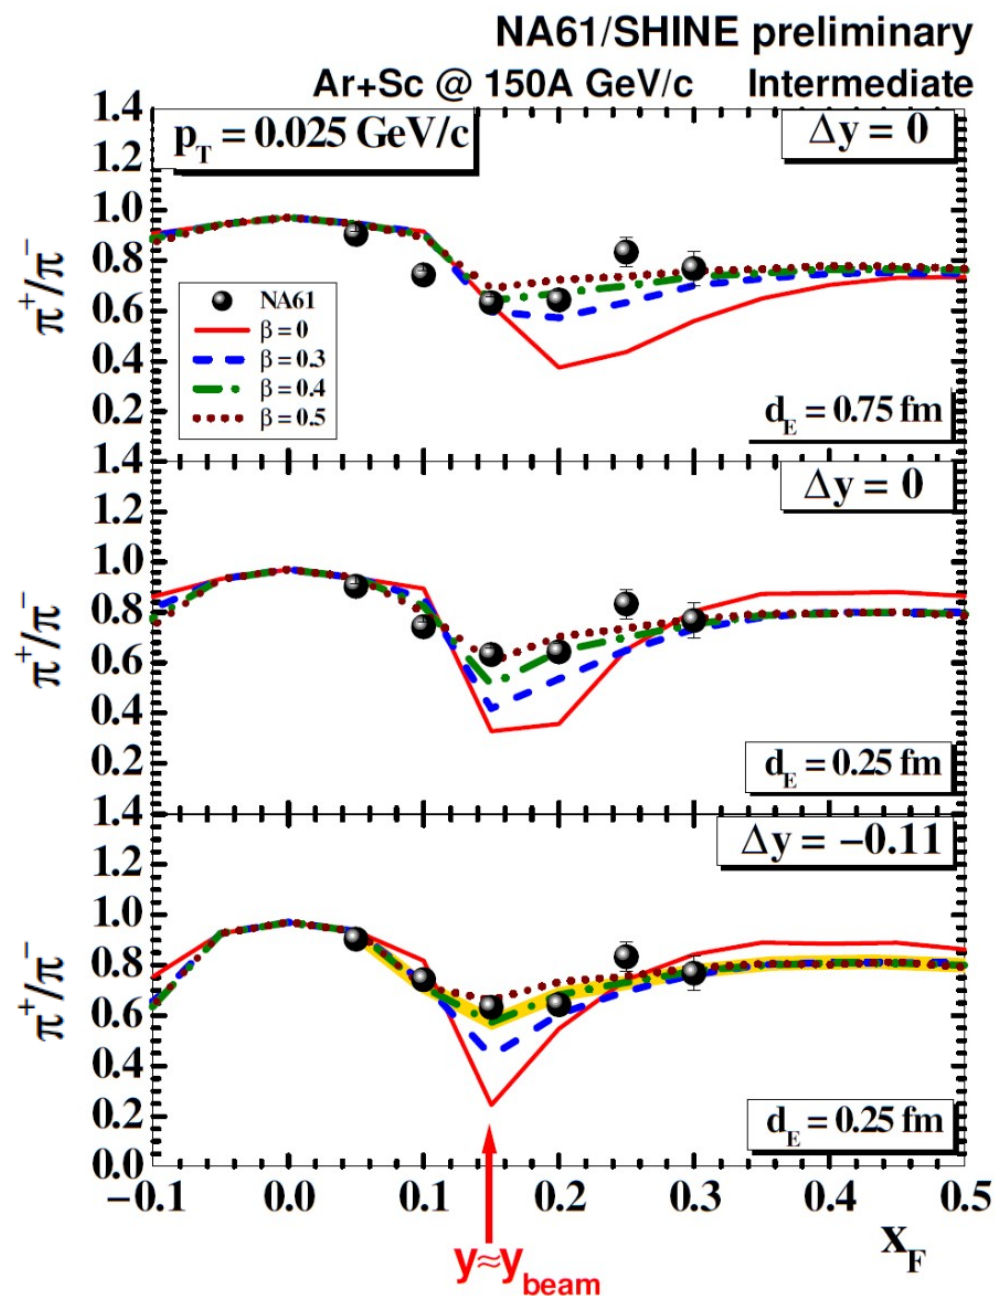 NA61/SHINE preliminary
Ar+Sc @ 150A GeV/c Intermediate
1.4
p_T = 0.025 GeV/c
Δy = 0
1.2
1.0
0.8
0.6
0.4
0.2
π⁺/π⁻
NA61
β = 0
β = 0.3
β = 0.4
β = 0.5
d_E = 0.75 fm
1.4
Δy = 0
1.2
1.0
0.8
0.6
0.4
0.2
π⁺/π⁻
d_E = 0.25 fm
1.4
Δy = −0.11
1.2
1.0
0.8
0.6
0.4
0.2
0.0
π⁺/π⁻
d_E = 0.25 fm
−0.1 0.0 0.1 0.2 0.3 0.4 0.5
x_F
y≈y_beam